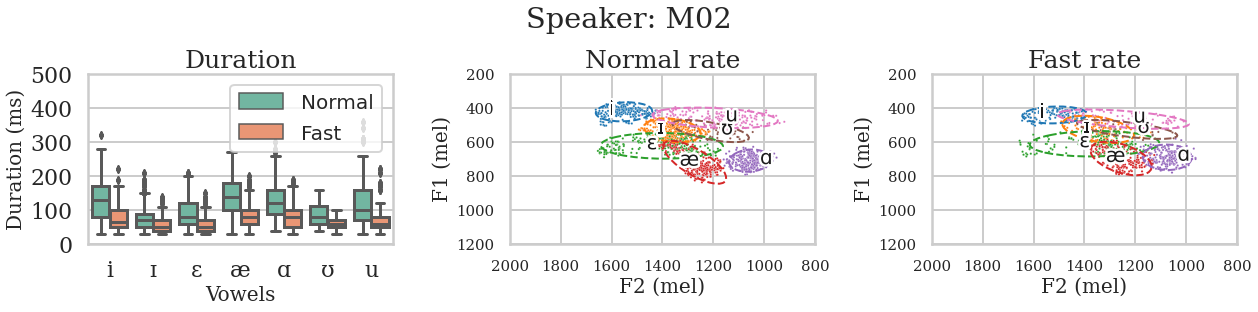 Speaker: M02
Duration
Normal rate
Fast rate
Duration (ms)
500
400
300
200
100
0
Normal
Fast
i ɪ ɛ æ ɑ ʊ u
Vowels
F1 (mel)
200
400
600
800
1000
1200
i
u
ɪ
ʊ
ɛ
æ
ɑ
2000 1800 1600 1400 1200 1000 800
F2 (mel)
F1 (mel)
200
400
600
800
1000
1200
i
u
ɪ
ʊ
ɛ
æ
ɑ
2000 1800 1600 1400 1200 1000 800
F2 (mel)